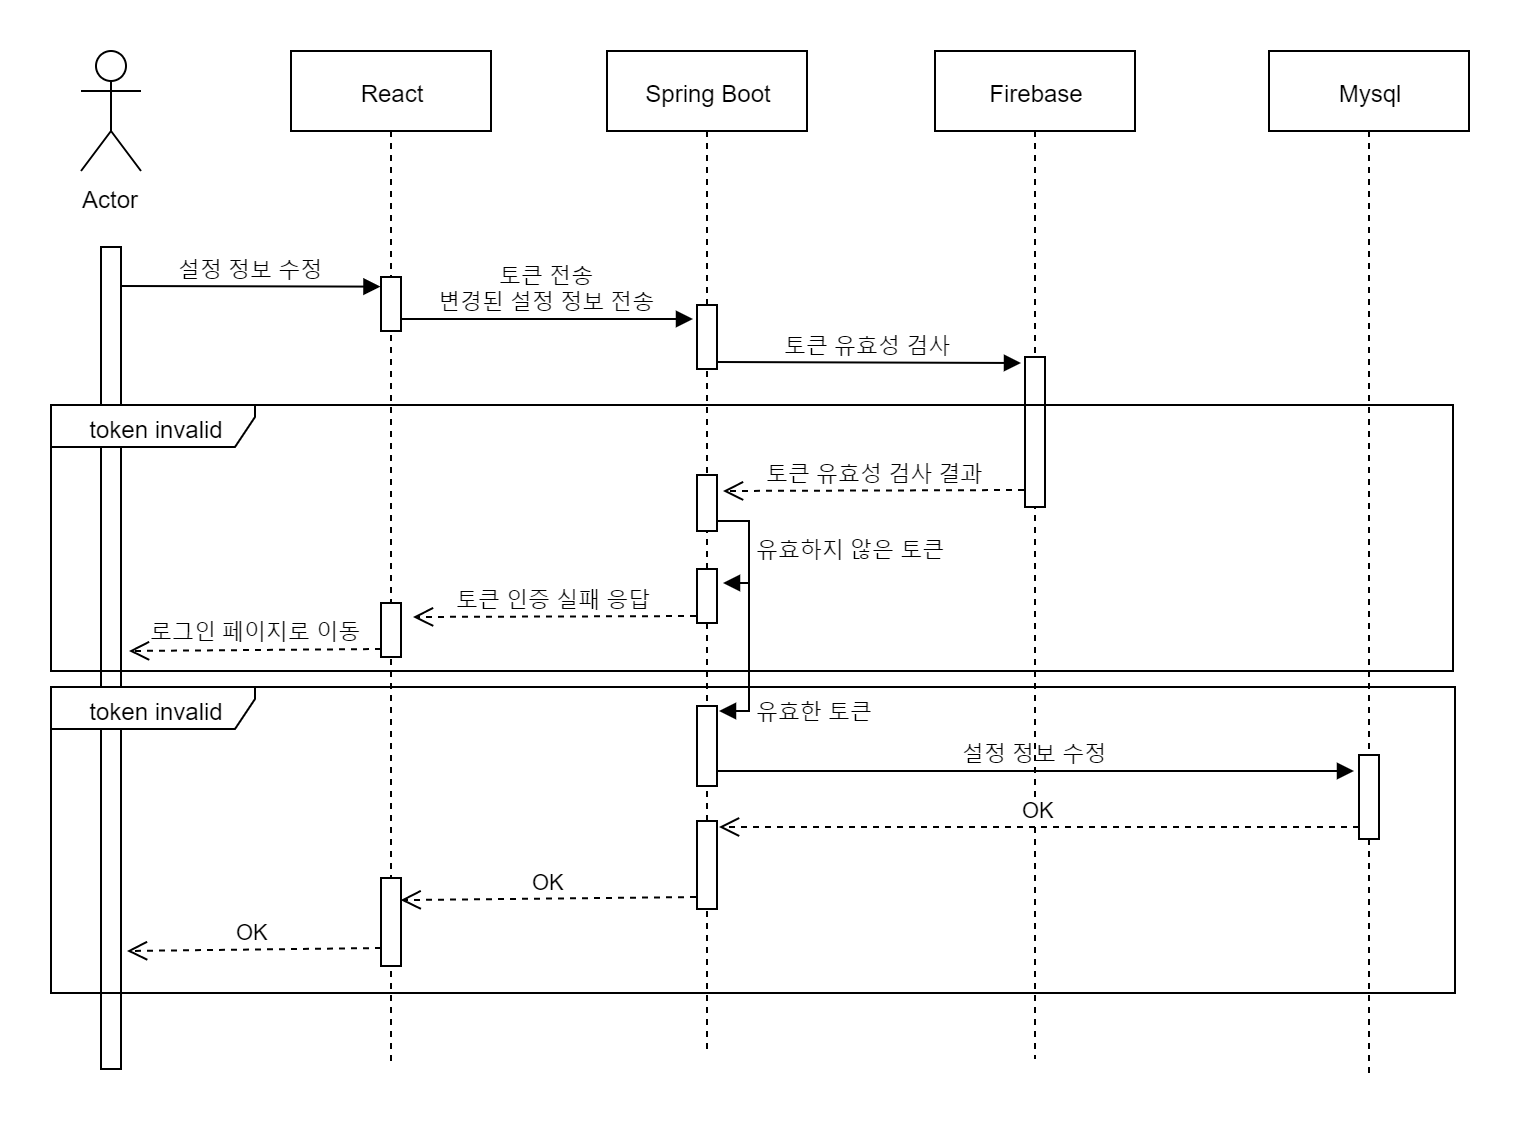 React
Spring Boot
Firebase
Mysql
Actor
설정 정보 수정
토큰 전송
변경된 설정 정보 전송
토큰 유효성 검사
token invalid
토큰 유효성 검사 결과
유효하지 않은 토큰
토큰 인증 실패 응답
로그인 페이지로 이동
token invalid
유효한 토큰
설정 정보 수정
OK
OK
OK